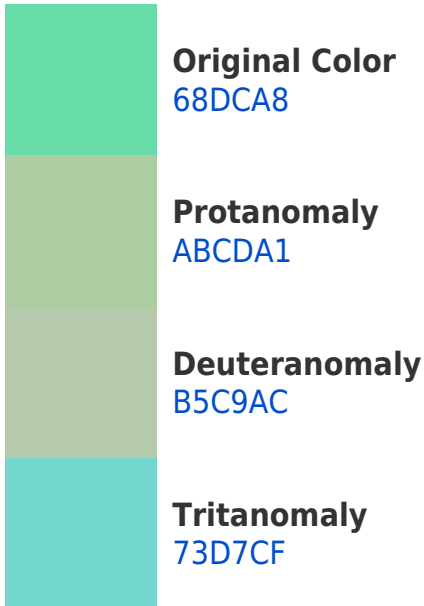 Original Color
68DCA8
Protanomaly
ABCDA1
Deuteranomaly
B5C9AC
Tritanomaly
73D7CF